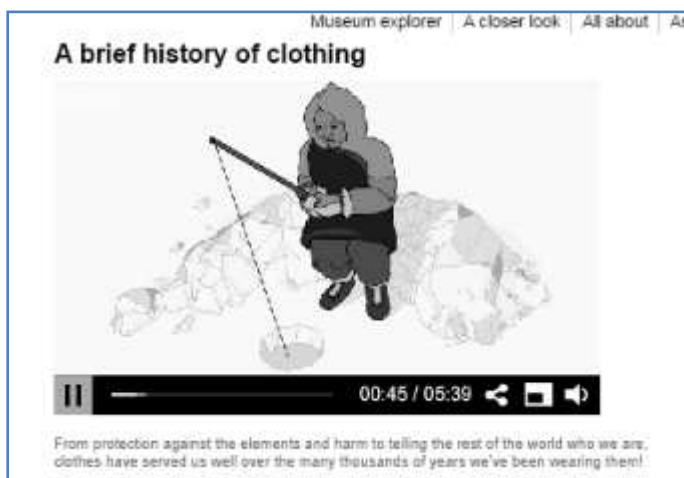 Museum explorer A closer look All about
A brief history of clothing
00:45 / 05:39
From protection against the elements and harm to telling the rest of the world who we are,
clothes have served us well over the many thousands of years we've been wearing them!